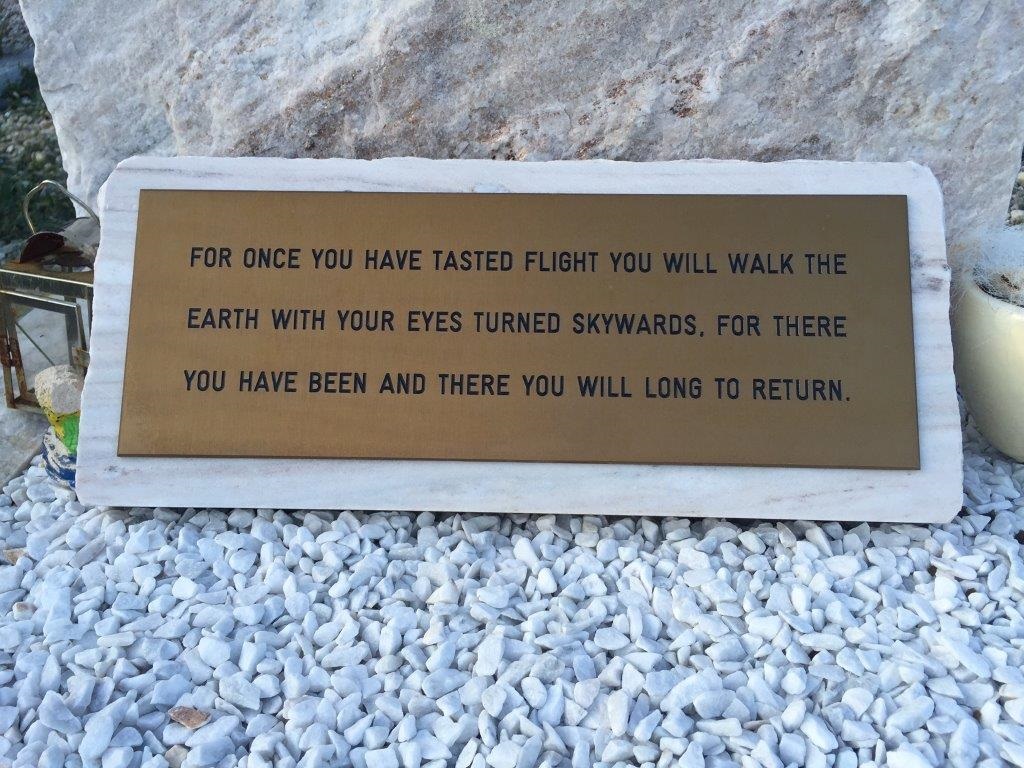 FOR ONCE YOU HAVE TASTED FLIGHT YOU WILL WALK THE
EARTH WITH YOUR EYES TURNED SKYWARDS, FOR THERE
YOU HAVE BEEN AND THERE YOU WILL LONG TO RETURN.